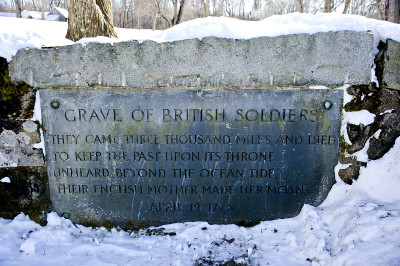 GRAVE OF BRITISH SOLDIERS
THEY CAME THREE THOUSAND MILES AND DIED
TO KEEP THE PAST UPON ITS THRONE
UNHEARD BEYOND THE OCEAN TIDE
THEIR ENGLISH MOTHER MADE HER MOAN
APRIL 19, 1775